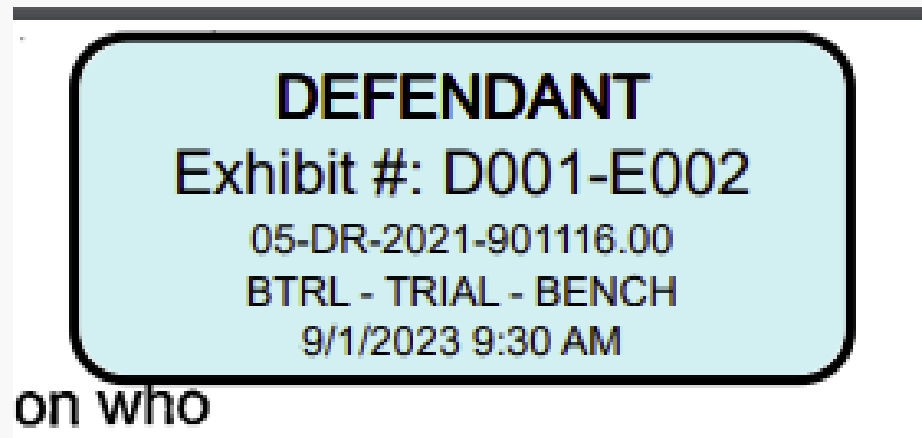 DEFENDANT
Exhibit #: D001-E002
05-DR-2021-901116.00
BTRL - TRIAL - BENCH
9/1/2023 9:30 AM
on who